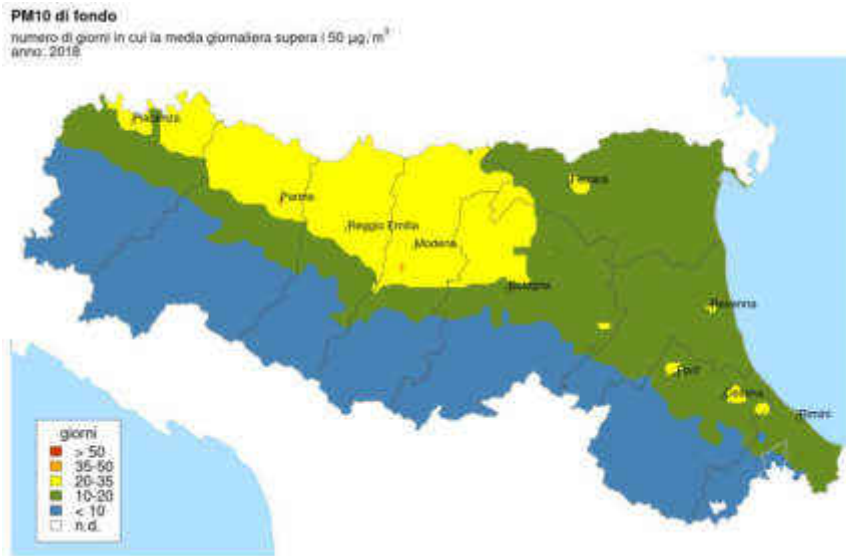 PM10 di fondo
numero di giorni in cui la media giornaliera supera i 50 µg/m³
anno: 2018
Piacenza
Ferrara
Parma
Reggio Emilia
Modena
Bologna
Ravenna
Forlì
Cesena
Rimini
giorni
> 50
35-50
20-35
10-20
< 10
n.d.